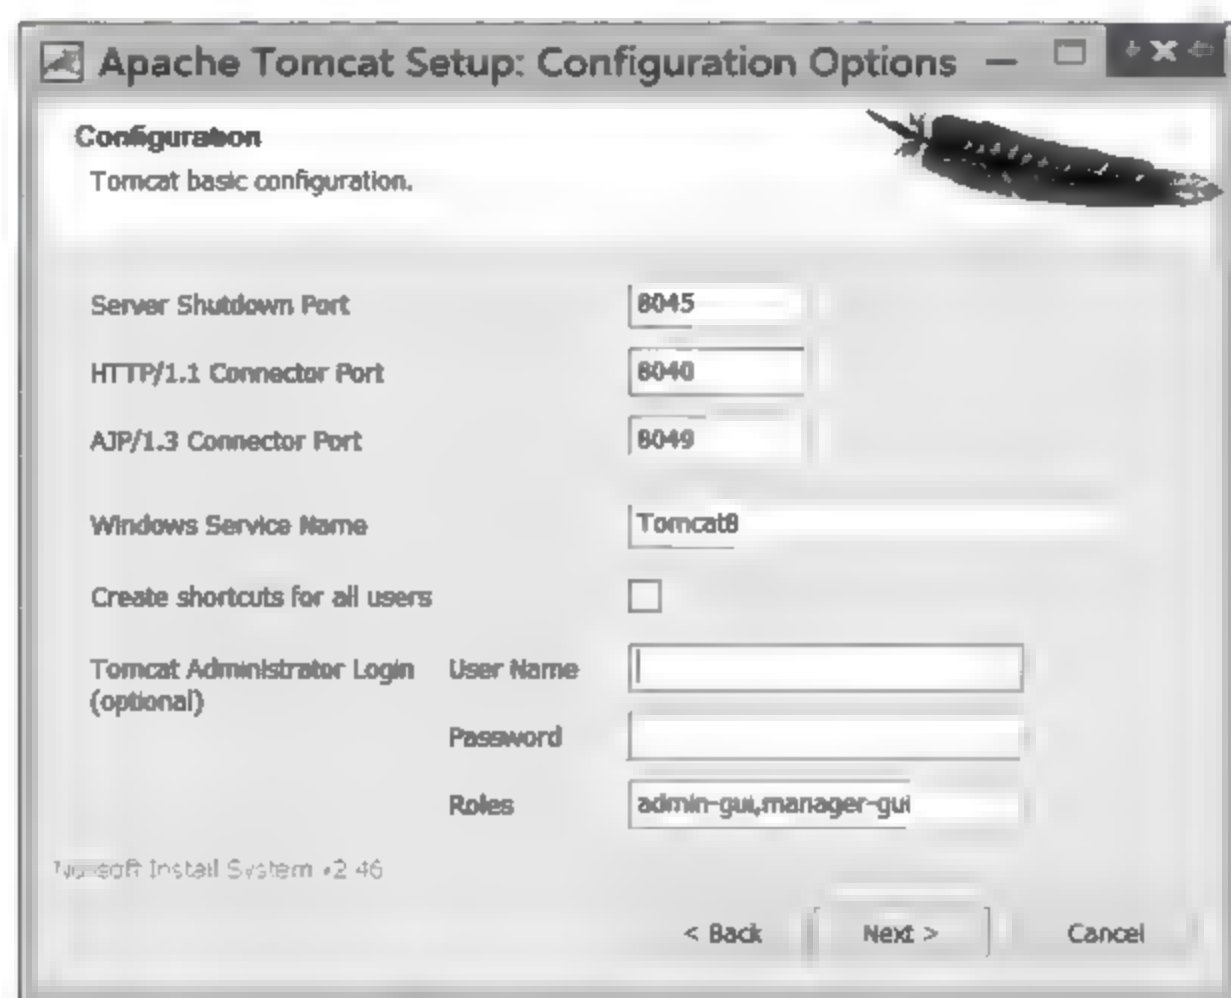 Apache Tomcat Setup: Configuration Options
Configuration
Tomcat basic configuration.
Server Shutdown Port 8045
HTTP/1.1 Connector Port 8040
AJP/1.3 Connector Port 8049
Windows Service Name Tomcat8
Create shortcuts for all users
Tomcat Administrator Login User Name
(optional)
Password
Roles admin-gui,manager-gui
Install System v2.46
< Back Next > Cancel